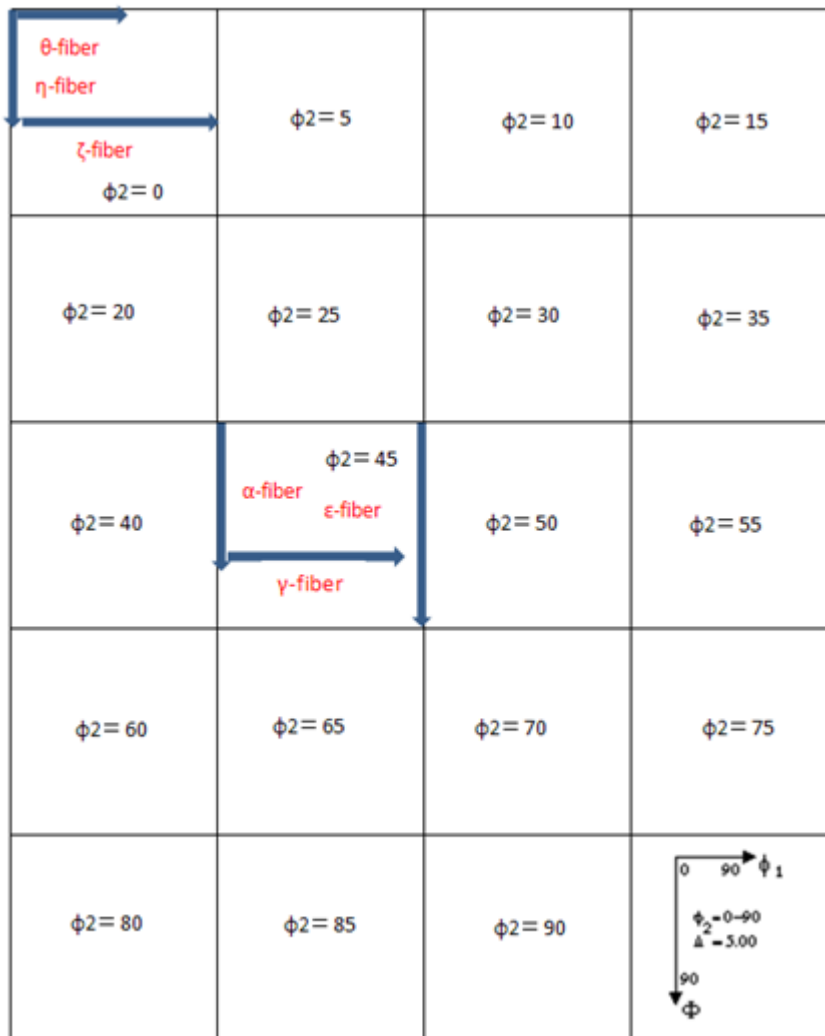 θ-fiber
η-fiber
ζ-fiber
ϕ2= 0
ϕ2= 5
ϕ2= 10
ϕ2= 15
ϕ2= 20
ϕ2= 25
ϕ2= 30
ϕ2= 35
ϕ2= 40
ϕ2= 45
α-fiber
ε-fiber
γ-fiber
ϕ2= 50
ϕ2= 55
ϕ2= 60
ϕ2= 65
ϕ2= 70
ϕ2= 75
ϕ2= 80
ϕ2= 85
ϕ2= 90
0 90 ϕ1
ϕ2=0-90
Δ =5.00
90
Φ